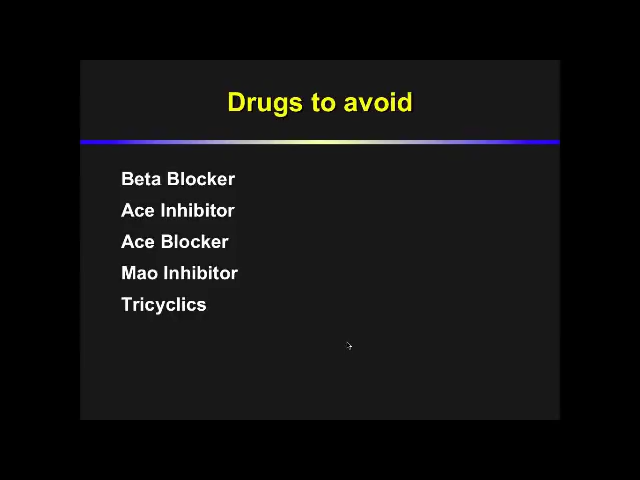 Drugs to avoid
Beta Blocker
Ace Inhibitor
Ace Blocker
Mao Inhibitor
Tricyclics